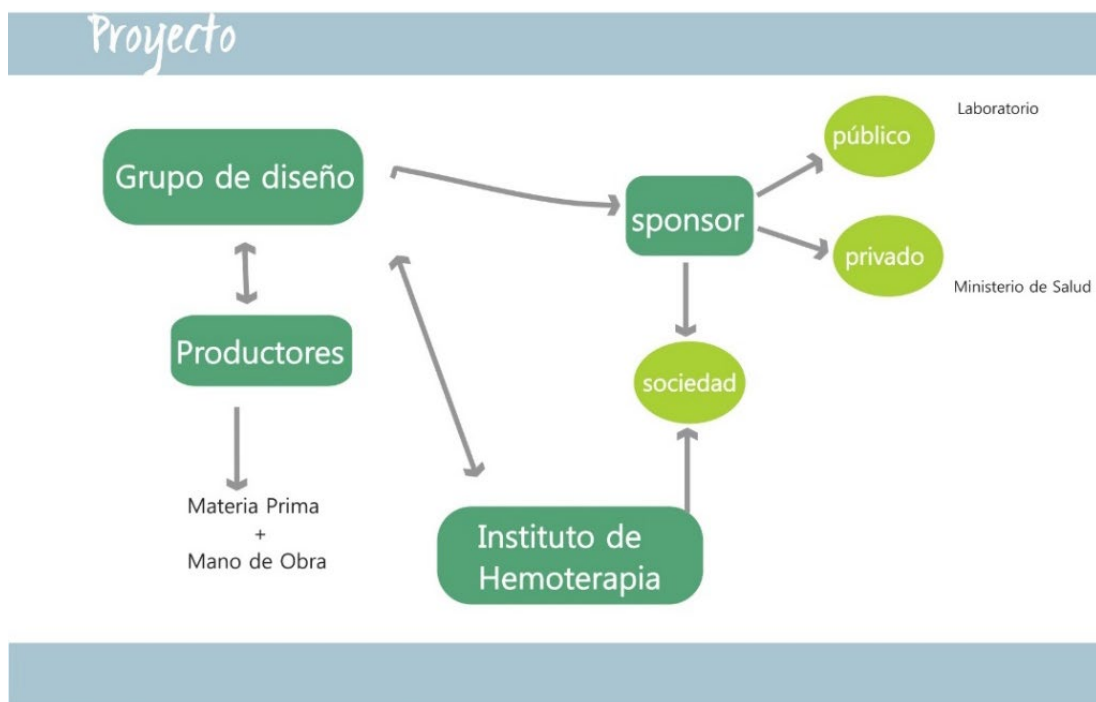 Proyecto
Grupo de diseño
Productores
Materia Prima
+
Mano de Obra
sponsor
público
Laboratorio
privado
Ministerio de Salud
sociedad
Instituto de
Hemoterapia